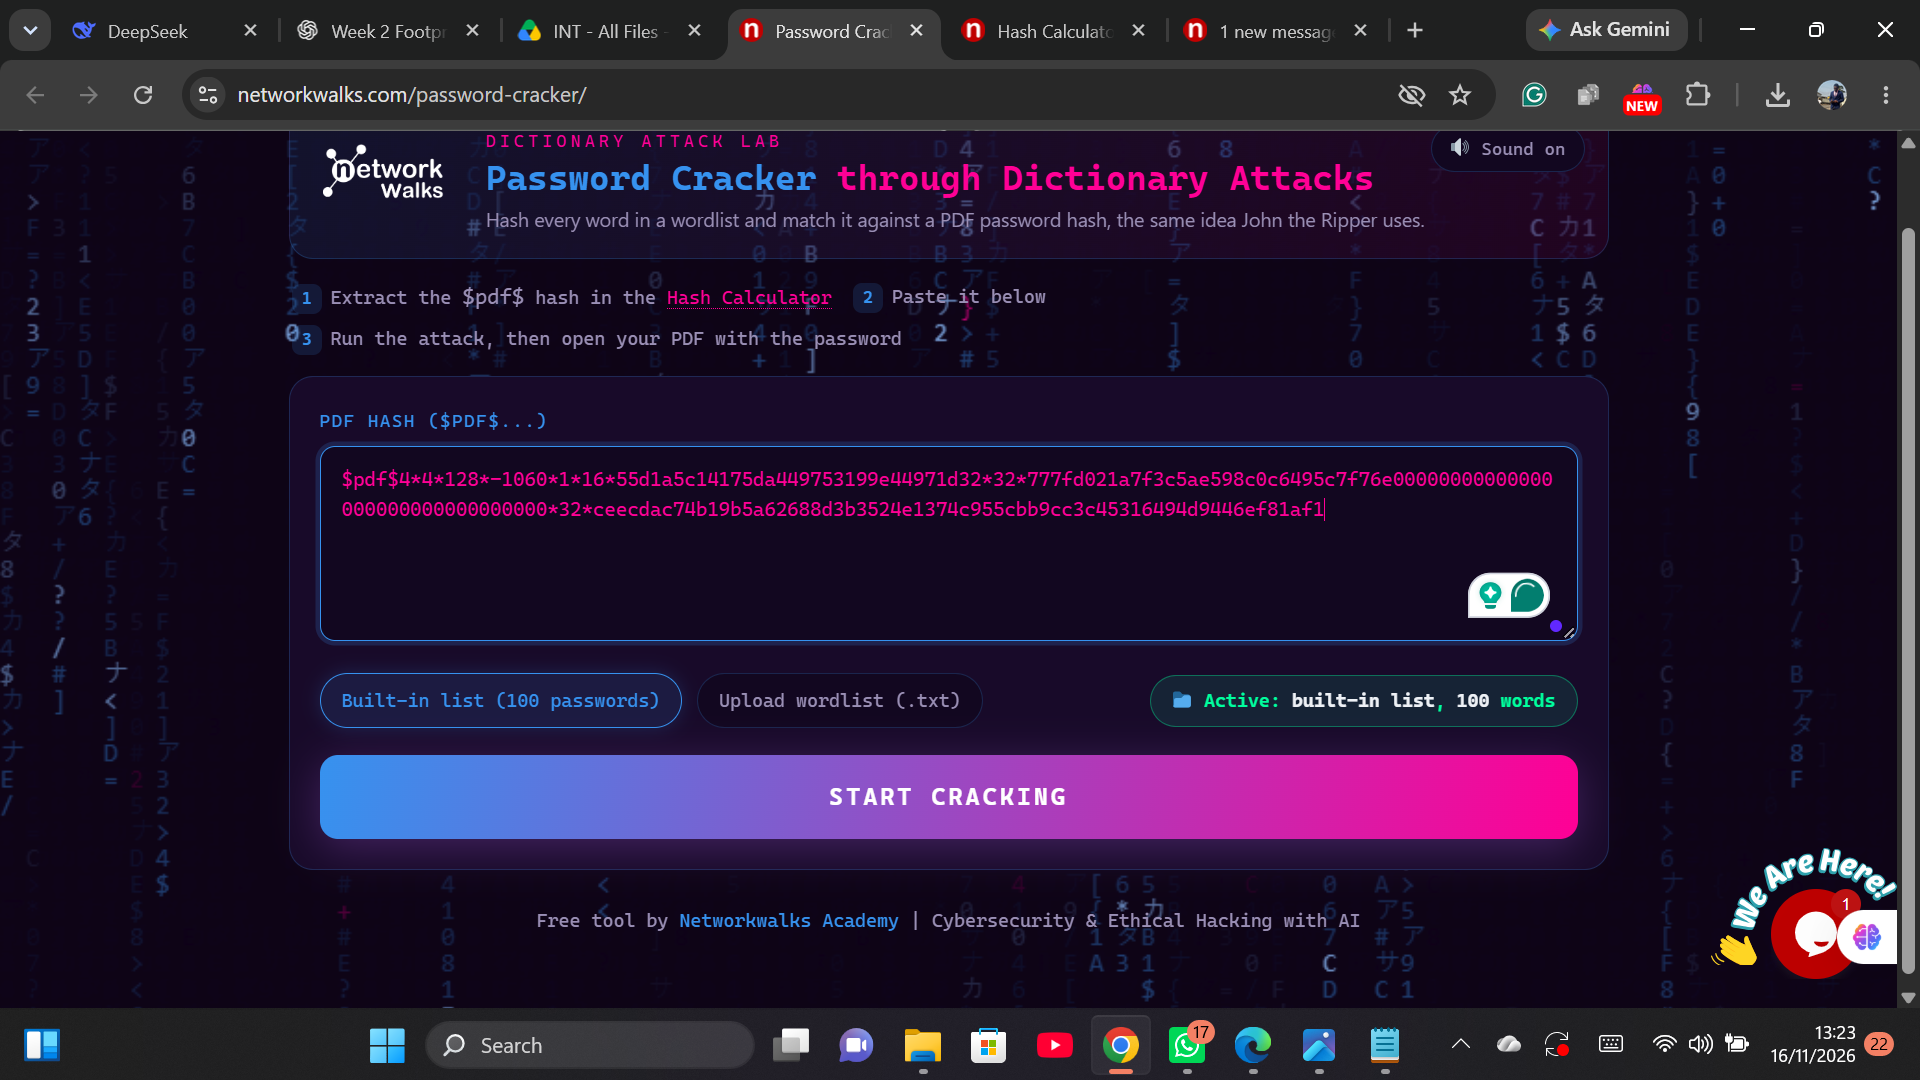 DeepSeek
Week 2 Footpr
INT - All Files -
Password Crac
Hash Calculato
1 new messag
Ask Gemini
networkwalks.com/password-cracker/
NEW
network
Walks
DICTIONARY ATTACK LAB
Password Cracker through Dictionary Attacks
Hash every word in a wordlist and match it against a PDF password hash, the same idea John the Ripper uses.
Sound on
1 Extract the $pdf$ hash in the Hash Calculator 2 Paste it below
3 Run the attack, then open your PDF with the password
PDF HASH ($PDF$...)
$pdf$4*4*128*-1060*1*16*55d1a5c14175da449753199e44971d32*32*777fd021a7f3c5ae598c0c6495c7f76e00000000000000
000000000000000000*32*ceecdac74b19b5a62688d3b3524e1374c955cbb9cc3c45316494d9446ef81af1
Built-in list (100 passwords)
Upload wordlist (.txt)
Active: built-in list, 100 words
START CRACKING
Free tool by Networkwalks Academy | Cybersecurity & Ethical Hacking with AI
We Are Here!
1
Search
17
13:23
16/11/2026
22